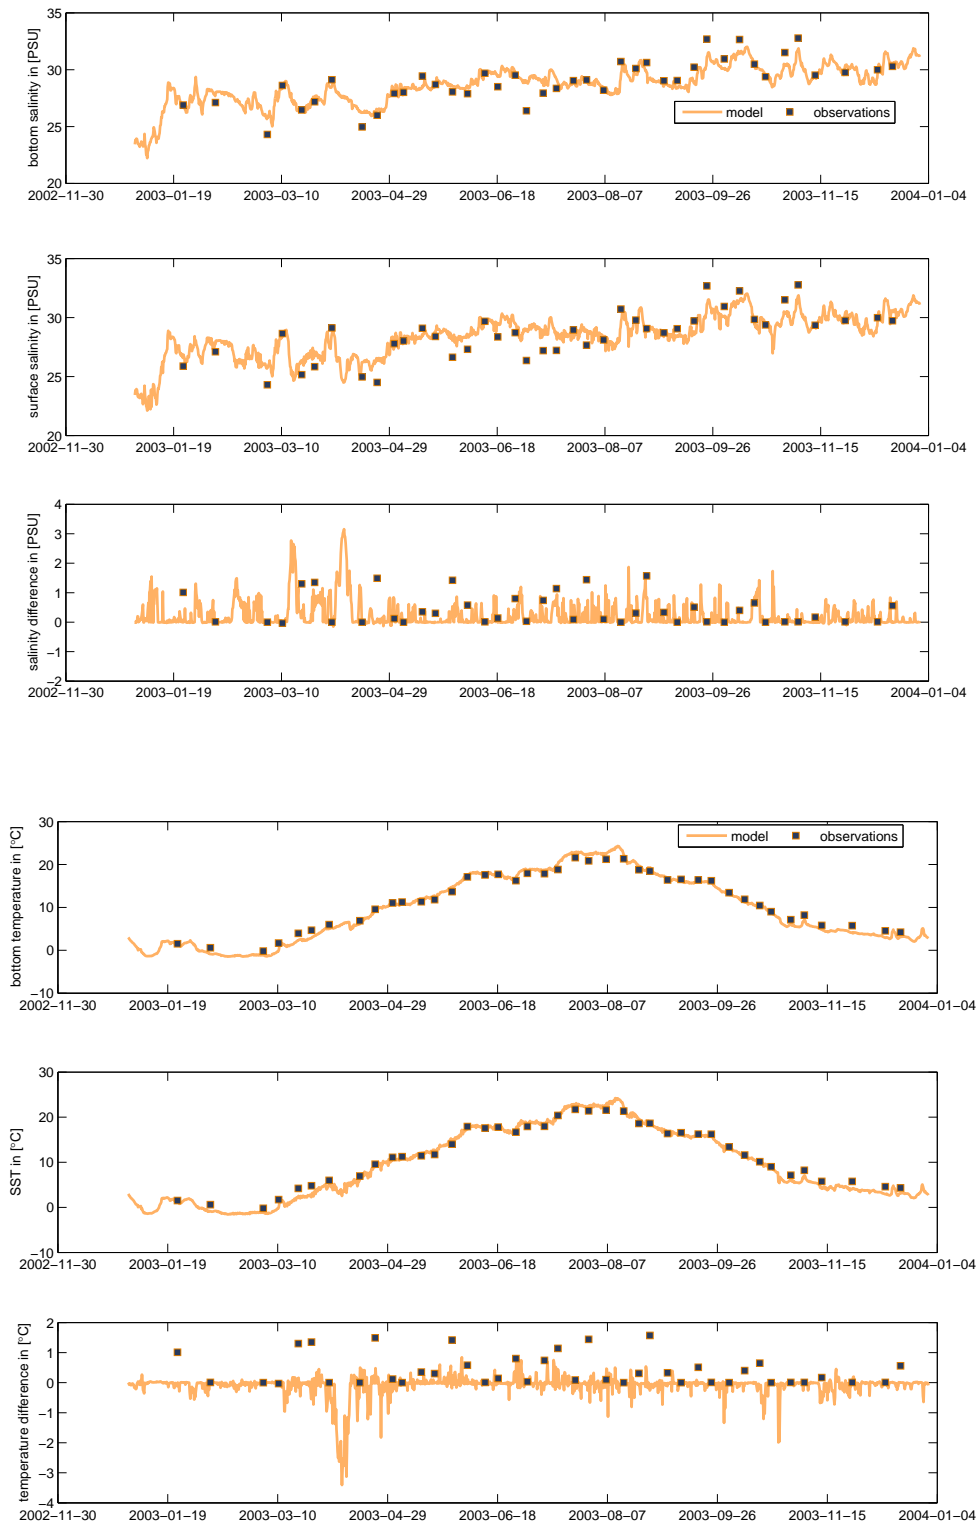 bottom salinity in [PSU]
35
30
25
20
model
observations
2002−11−30 2003−01−19 2003−03−10 2003−04−29 2003−06−18 2003−08−07 2003−09−26 2003−11−15 2004−01−04
surface salinity in [PSU]
35
30
25
20
2002−11−30 2003−01−19 2003−03−10 2003−04−29 2003−06−18 2003−08−07 2003−09−26 2003−11−15 2004−01−04
salinity difference in [PSU]
4
3
2
1
0
−1
−2
2002−11−30 2003−01−19 2003−03−10 2003−04−29 2003−06−18 2003−08−07 2003−09−26 2003−11−15 2004−01−04
bottom temperature in [°C]
30
20
10
0
−10
model
observations
2002−11−30 2003−01−19 2003−03−10 2003−04−29 2003−06−18 2003−08−07 2003−09−26 2003−11−15 2004−01−04
SST in [°C]
30
20
10
0
−10
2002−11−30 2003−01−19 2003−03−10 2003−04−29 2003−06−18 2003−08−07 2003−09−26 2003−11−15 2004−01−04
temperature difference in [°C]
2
1
0
−1
−2
−3
−4
2002−11−30 2003−01−19 2003−03−10 2003−04−29 2003−06−18 2003−08−07 2003−09−26 2003−11−15 2004−01−04